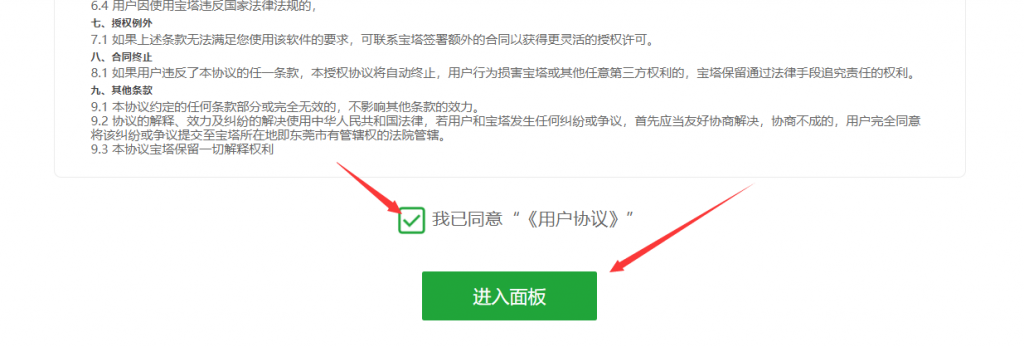 6.4 用户因使用宝塔违反国家法律法规的，
七、授权例外
7.1 如果上述条款无法满足您使用该软件的要求，可联系宝塔签署额外的合同以获得更灵活的授权许可。
八、合同终止
8.1 如果用户违反了本协议的任一条款，本授权协议将自动终止，用户行为损害宝塔或其他任意第三方权利的，宝塔保留通过法律手段追究责任的权利。
九、其他条款
9.1 本协议约定的任何条款部分或完全无效的，不影响其他条款的效力。
9.2 协议的解释、效力及纠纷的解决使用中华人民共和国法律，若用户和宝塔发生任何纠纷或争议，首先应当友好协商解决，协商不成的，用户完全同意
将该纠纷或争议提交至宝塔所在地即东莞市有管辖权的法院管辖。
9.3 本协议宝塔保留一切解释权利
我已同意“《用户协议》”
进入面板